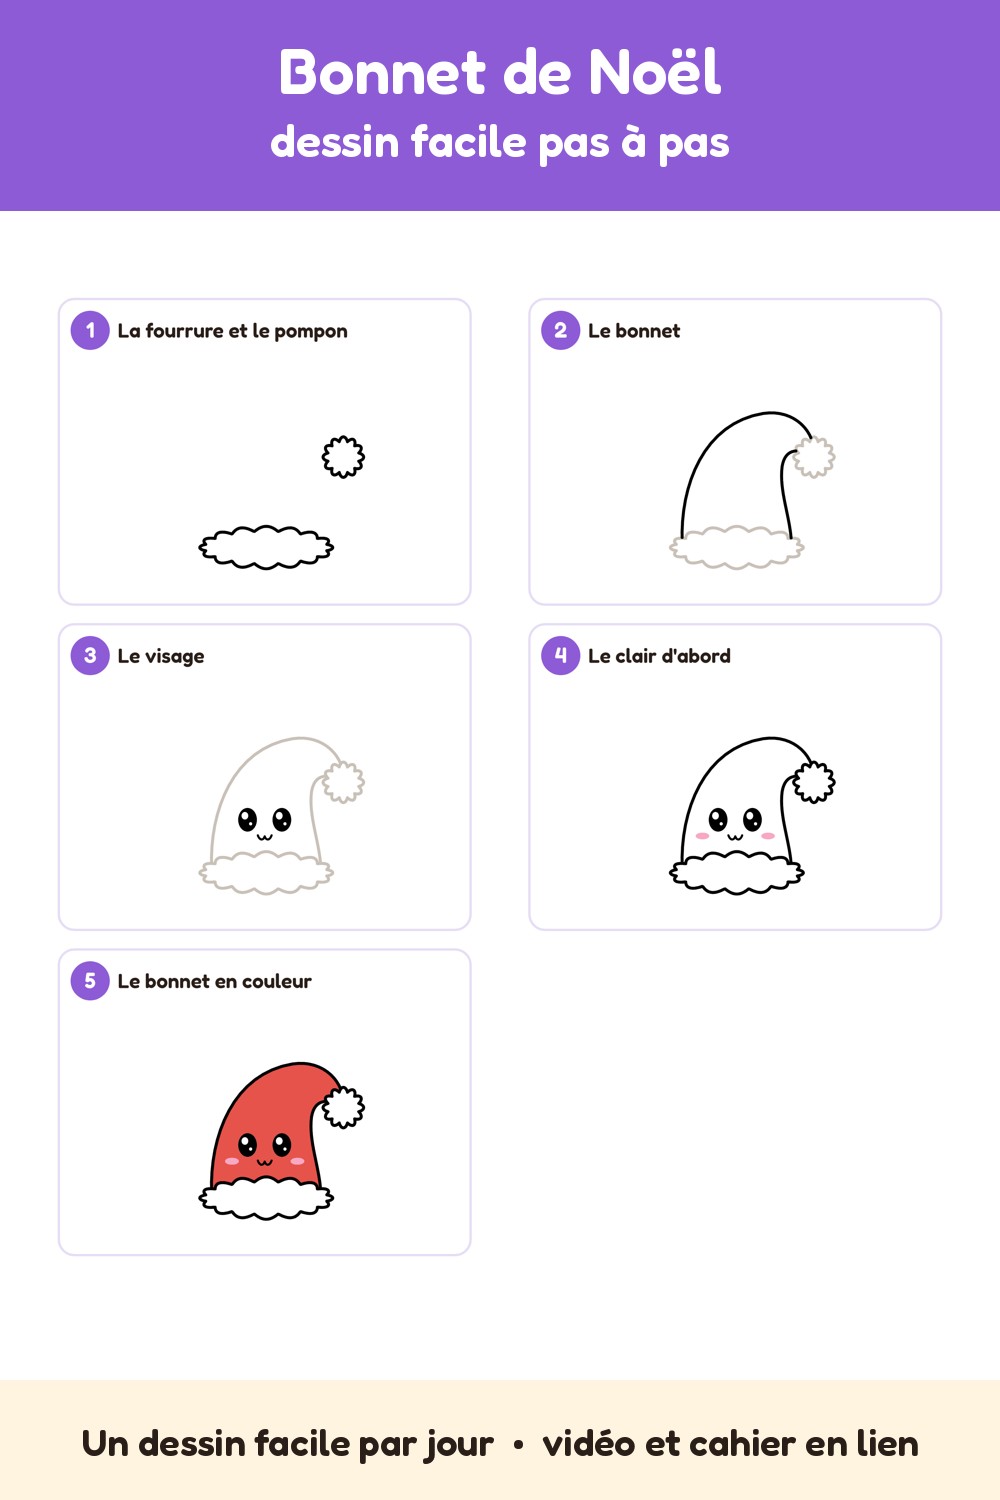 Bonnet de Noël
dessin facile pas à pas
1 La fourrure et le pompon
2 Le bonnet
3 Le visage
4 Le clair d'abord
5 Le bonnet en couleur
Un dessin facile par jour • vidéo et cahier en lien